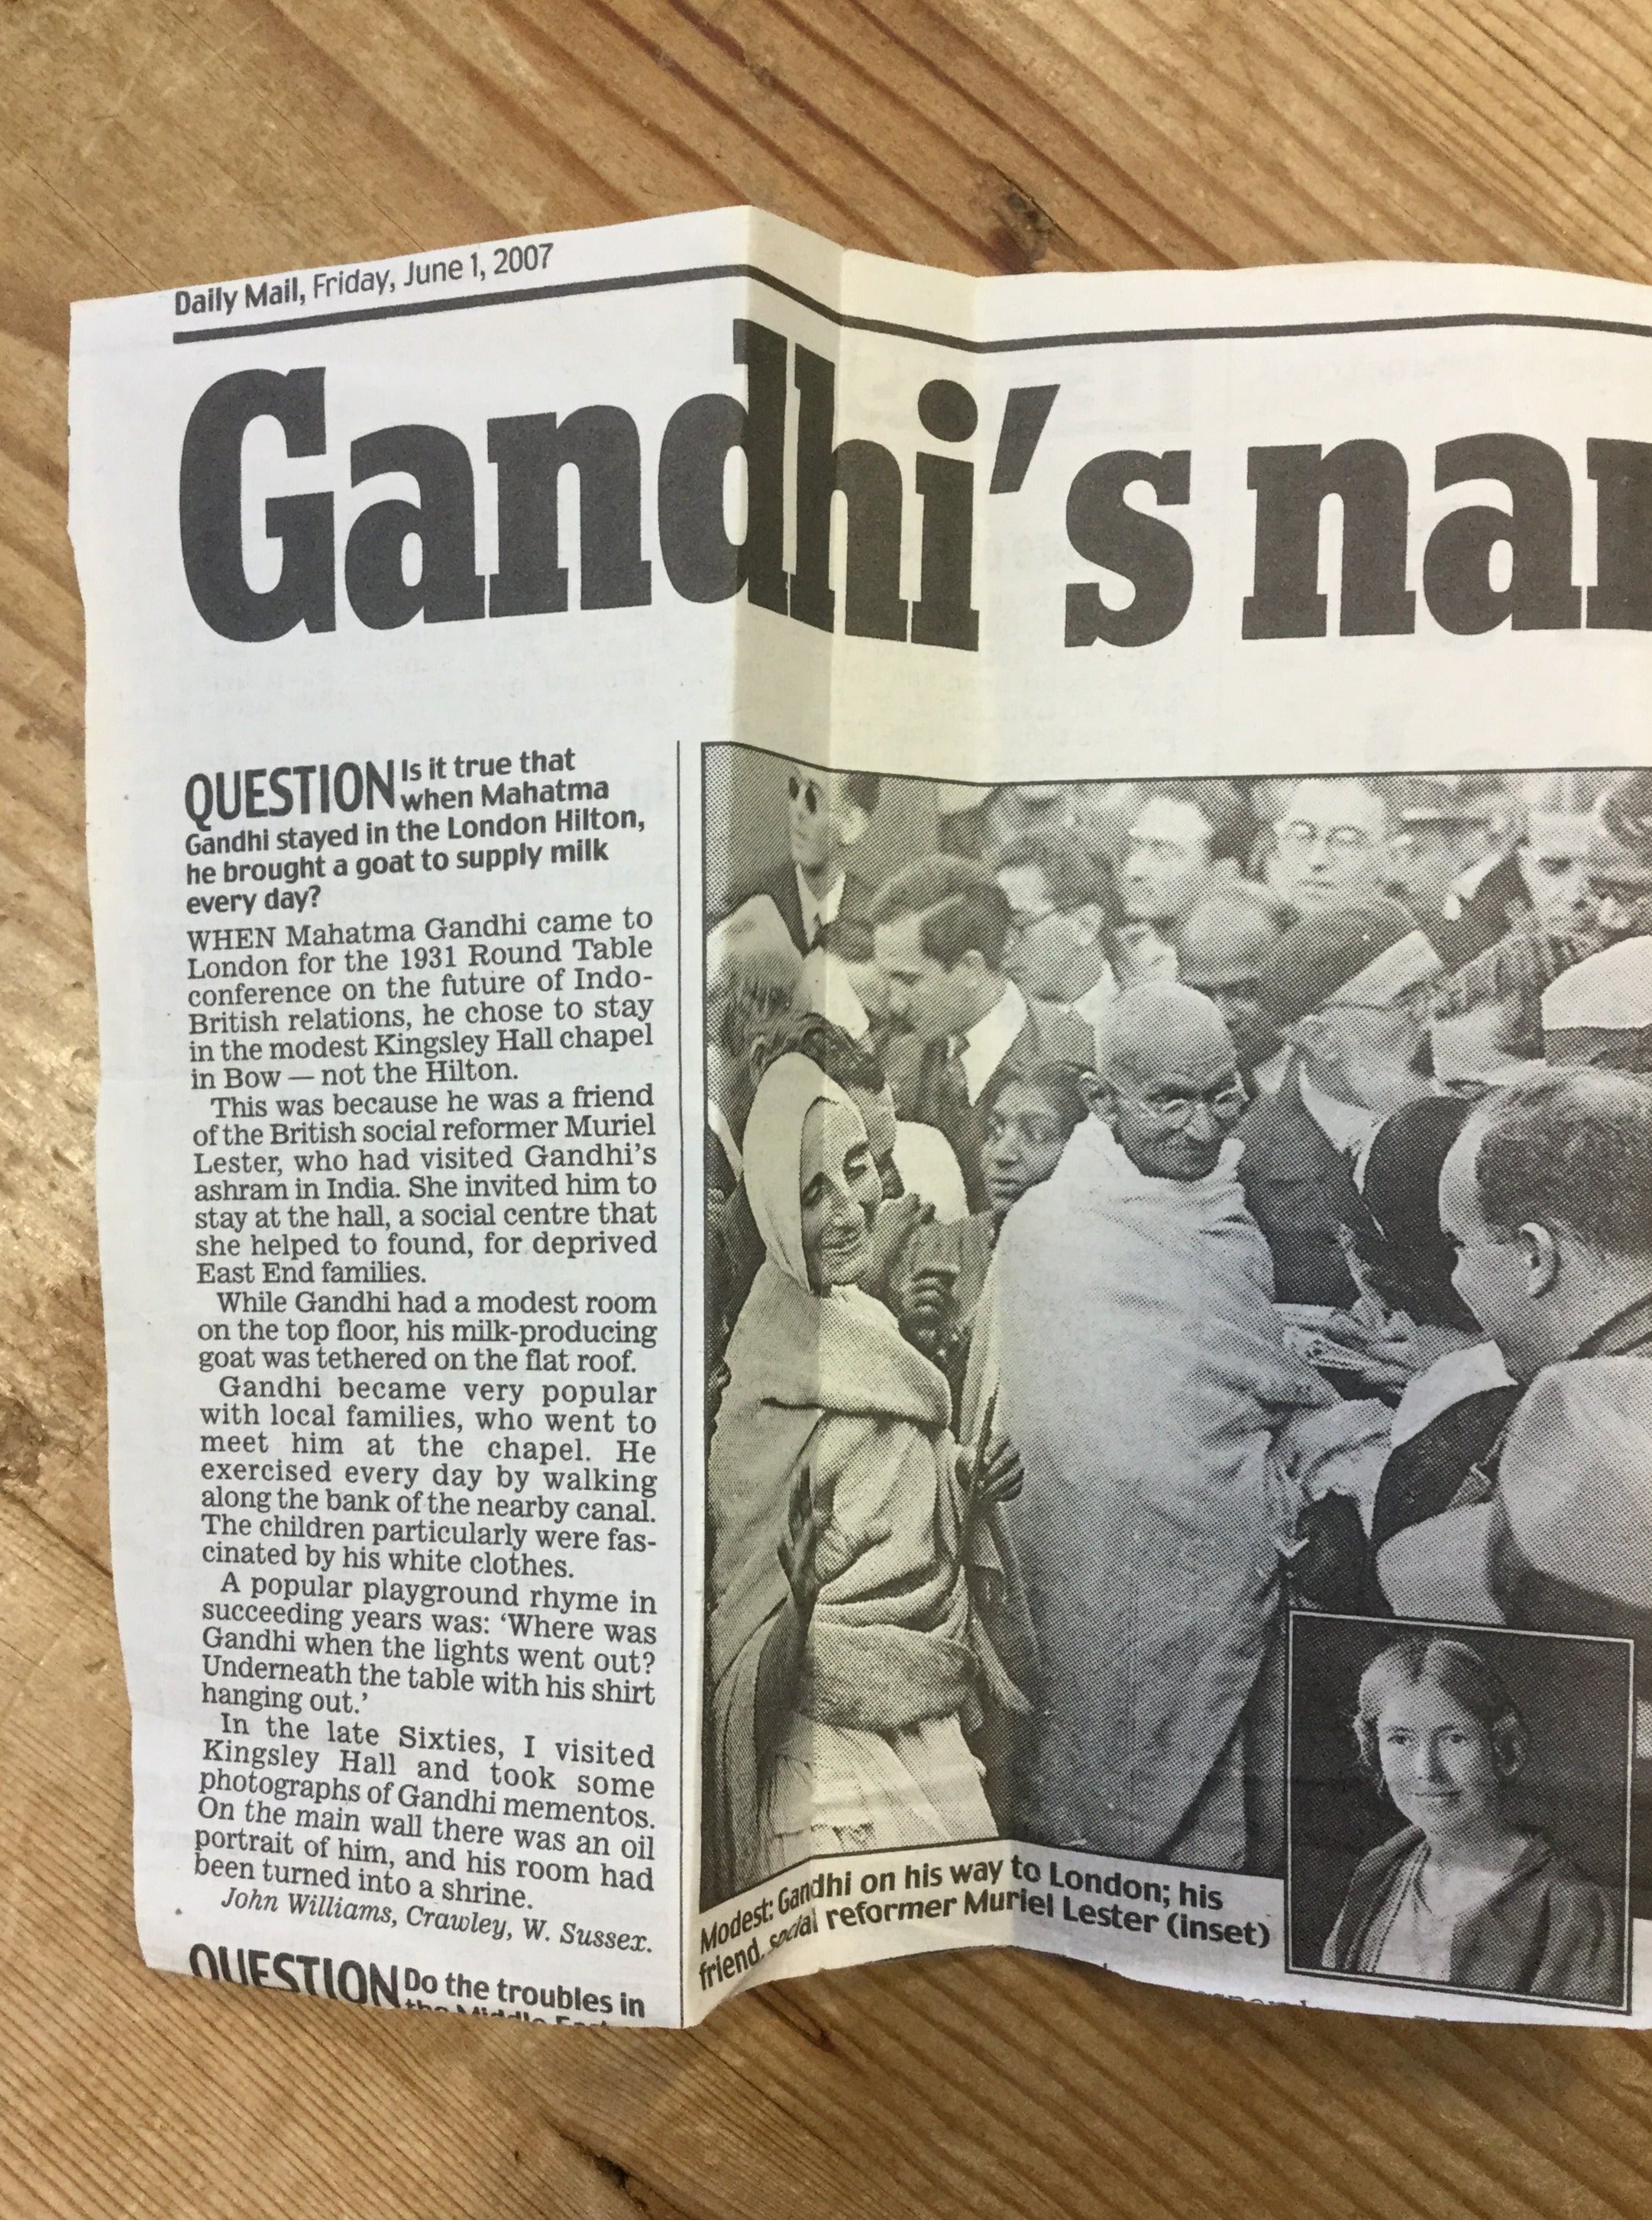 Daily Mail, Friday, June 1, 2007
Gandhi's
QUESTION Is it true that
when Mahatma
Gandhi stayed in the London Hilton,
he brought a goat to supply milk
every day?
WHEN Mahatma Gandhi came to
London for the 1931 Round Table
conference on the future of Indo-
British relations, he chose to stay
in the modest Kingsley Hall chapel
in Bow — not the Hilton.
This was because he was a friend
of the British social reformer Muriel
Lester, who had visited Gandhi's
ashram in India. She invited him to
stay at the hall, a social centre that
she helped to found, for deprived
East End families.
While Gandhi had a modest room
on the top floor, his milk-producing
goat was tethered on the flat roof.
Gandhi became very popular
with local families, who went to
meet him at the chapel. He
exercised every day by walking
along the bank of the nearby canal.
The children particularly were fas-
cinated by his white clothes.
A popular playground rhyme in
succeeding years was: 'Where was
Gandhi when the lights went out?
Underneath the table with his shirt
hanging out.'
In the late Sixties, I visited
Kingsley Hall and took some
photographs of Gandhi mementos.
On the main wall there was an oil
portrait of him, and his room had
been turned into a shrine.
John Williams, Crawley, W. Sussex.
QUESTION Do the troubles in
the Middle East
Modest: Gandhi on his way to London; his
friend, social reformer Muriel Lester (inset)